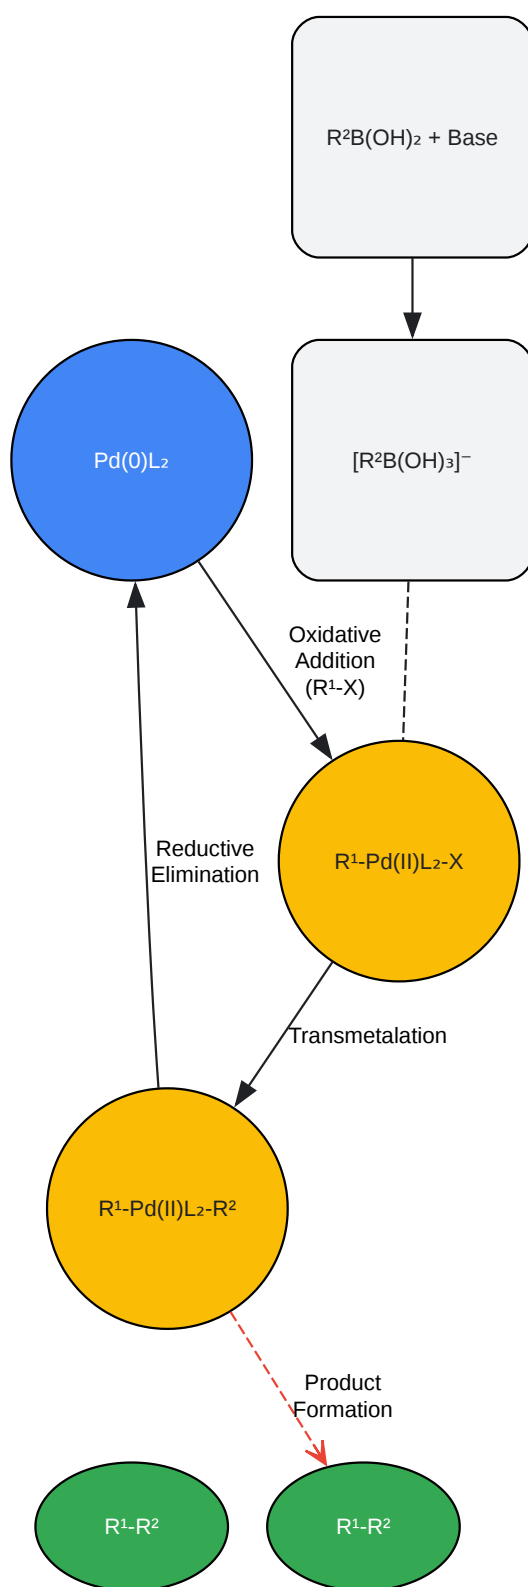 R²B(OH)₂ + Base
Pd(0)L₂
[R²B(OH)₃]⁻
Oxidative
Addition
(R¹-X)
Reductive
Elimination
R¹-Pd(II)L₂-X
Transmetalation
R¹-Pd(II)L₂-R²
Product
Formation
R¹-R²
R¹-R²